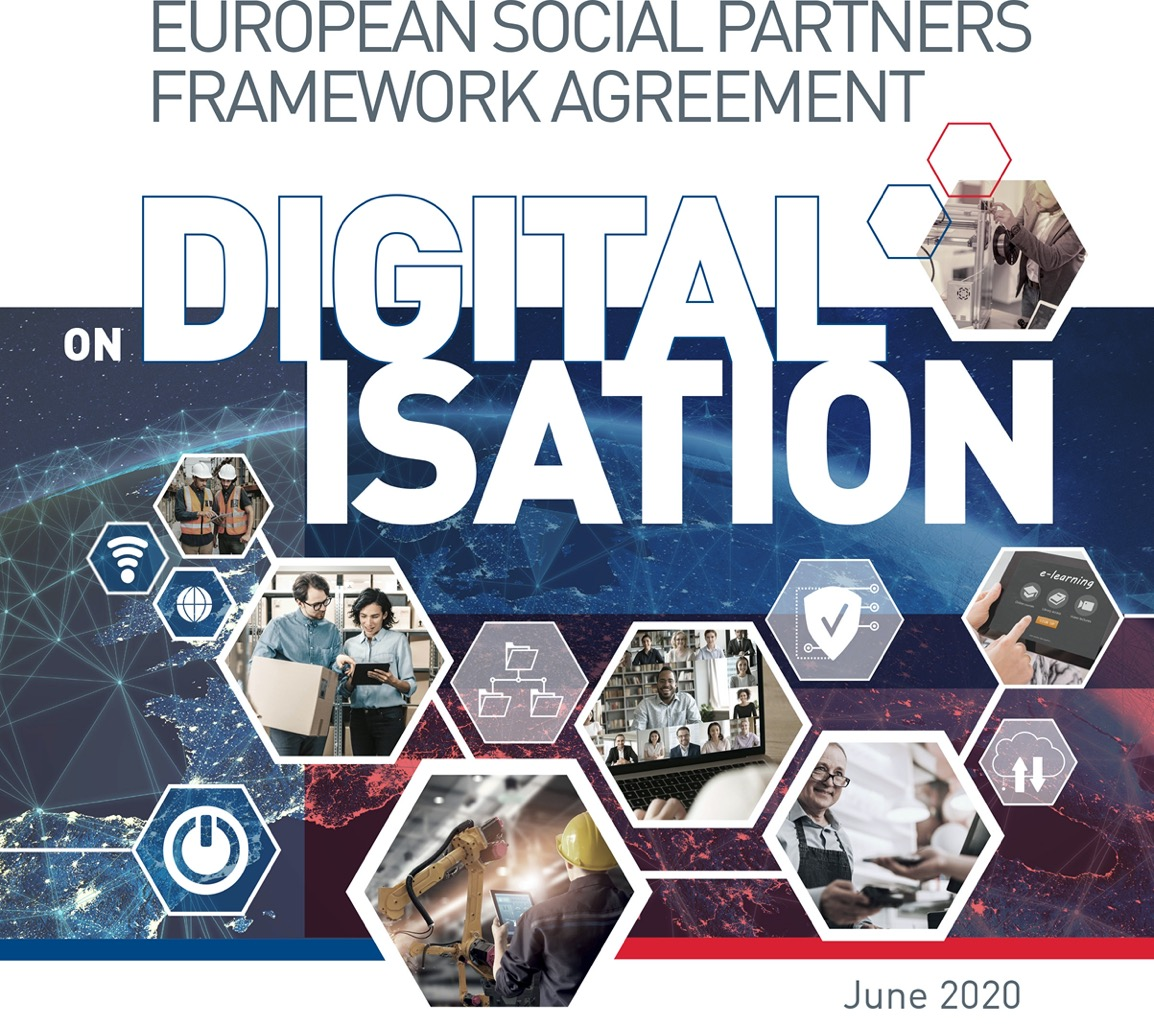 EUROPEAN SOCIAL PARTNERS
FRAMEWORK AGREEMENT
ON DIGITAL
ISATION
e-learning
June 2020